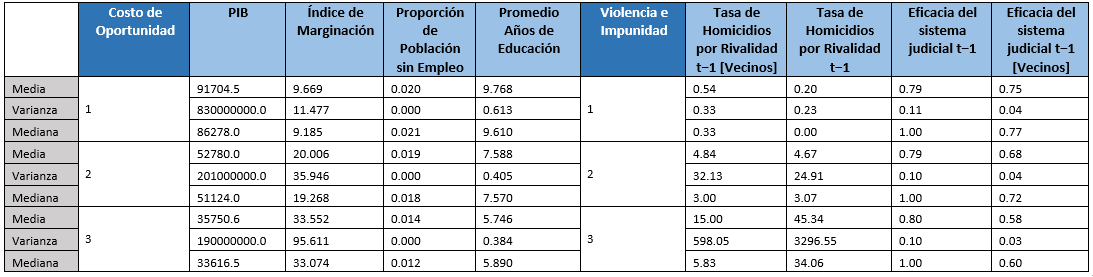 Costo de Oportunidad PIB Índice de Marginación Proporción de Población sin Empleo Promedio Años de Educación Violencia e Impunidad Tasa de Homicidios por Rivalidad t−1 [Vecinos] Tasa de Homicidios por Rivalidad t−1 Eficacia del sistema judicial t−1 Eficacia del sistema judicial t−1 [Vecinos]
Media 91704.5 9.669 0.020 9.768 0.54 0.20 0.79 0.75
Varianza 1 830000000.0 11.477 0.000 0.613 1 0.33 0.23 0.11 0.04
Mediana 86278.0 9.185 0.021 9.610 0.33 0.00 1.00 0.77
Media 52780.0 20.006 0.019 7.588 4.84 4.67 0.79 0.68
Varianza 2 201000000.0 35.946 0.000 0.405 2 32.13 24.91 0.10 0.04
Mediana 51124.0 19.268 0.018 7.570 3.00 3.07 1.00 0.72
Media 35750.6 33.552 0.014 5.746 15.00 45.34 0.80 0.58
Varianza 3 190000000.0 95.611 0.000 0.384 3 598.05 3296.55 0.10 0.03
Mediana 33616.5 33.074 0.012 5.890 5.83 34.06 1.00 0.60